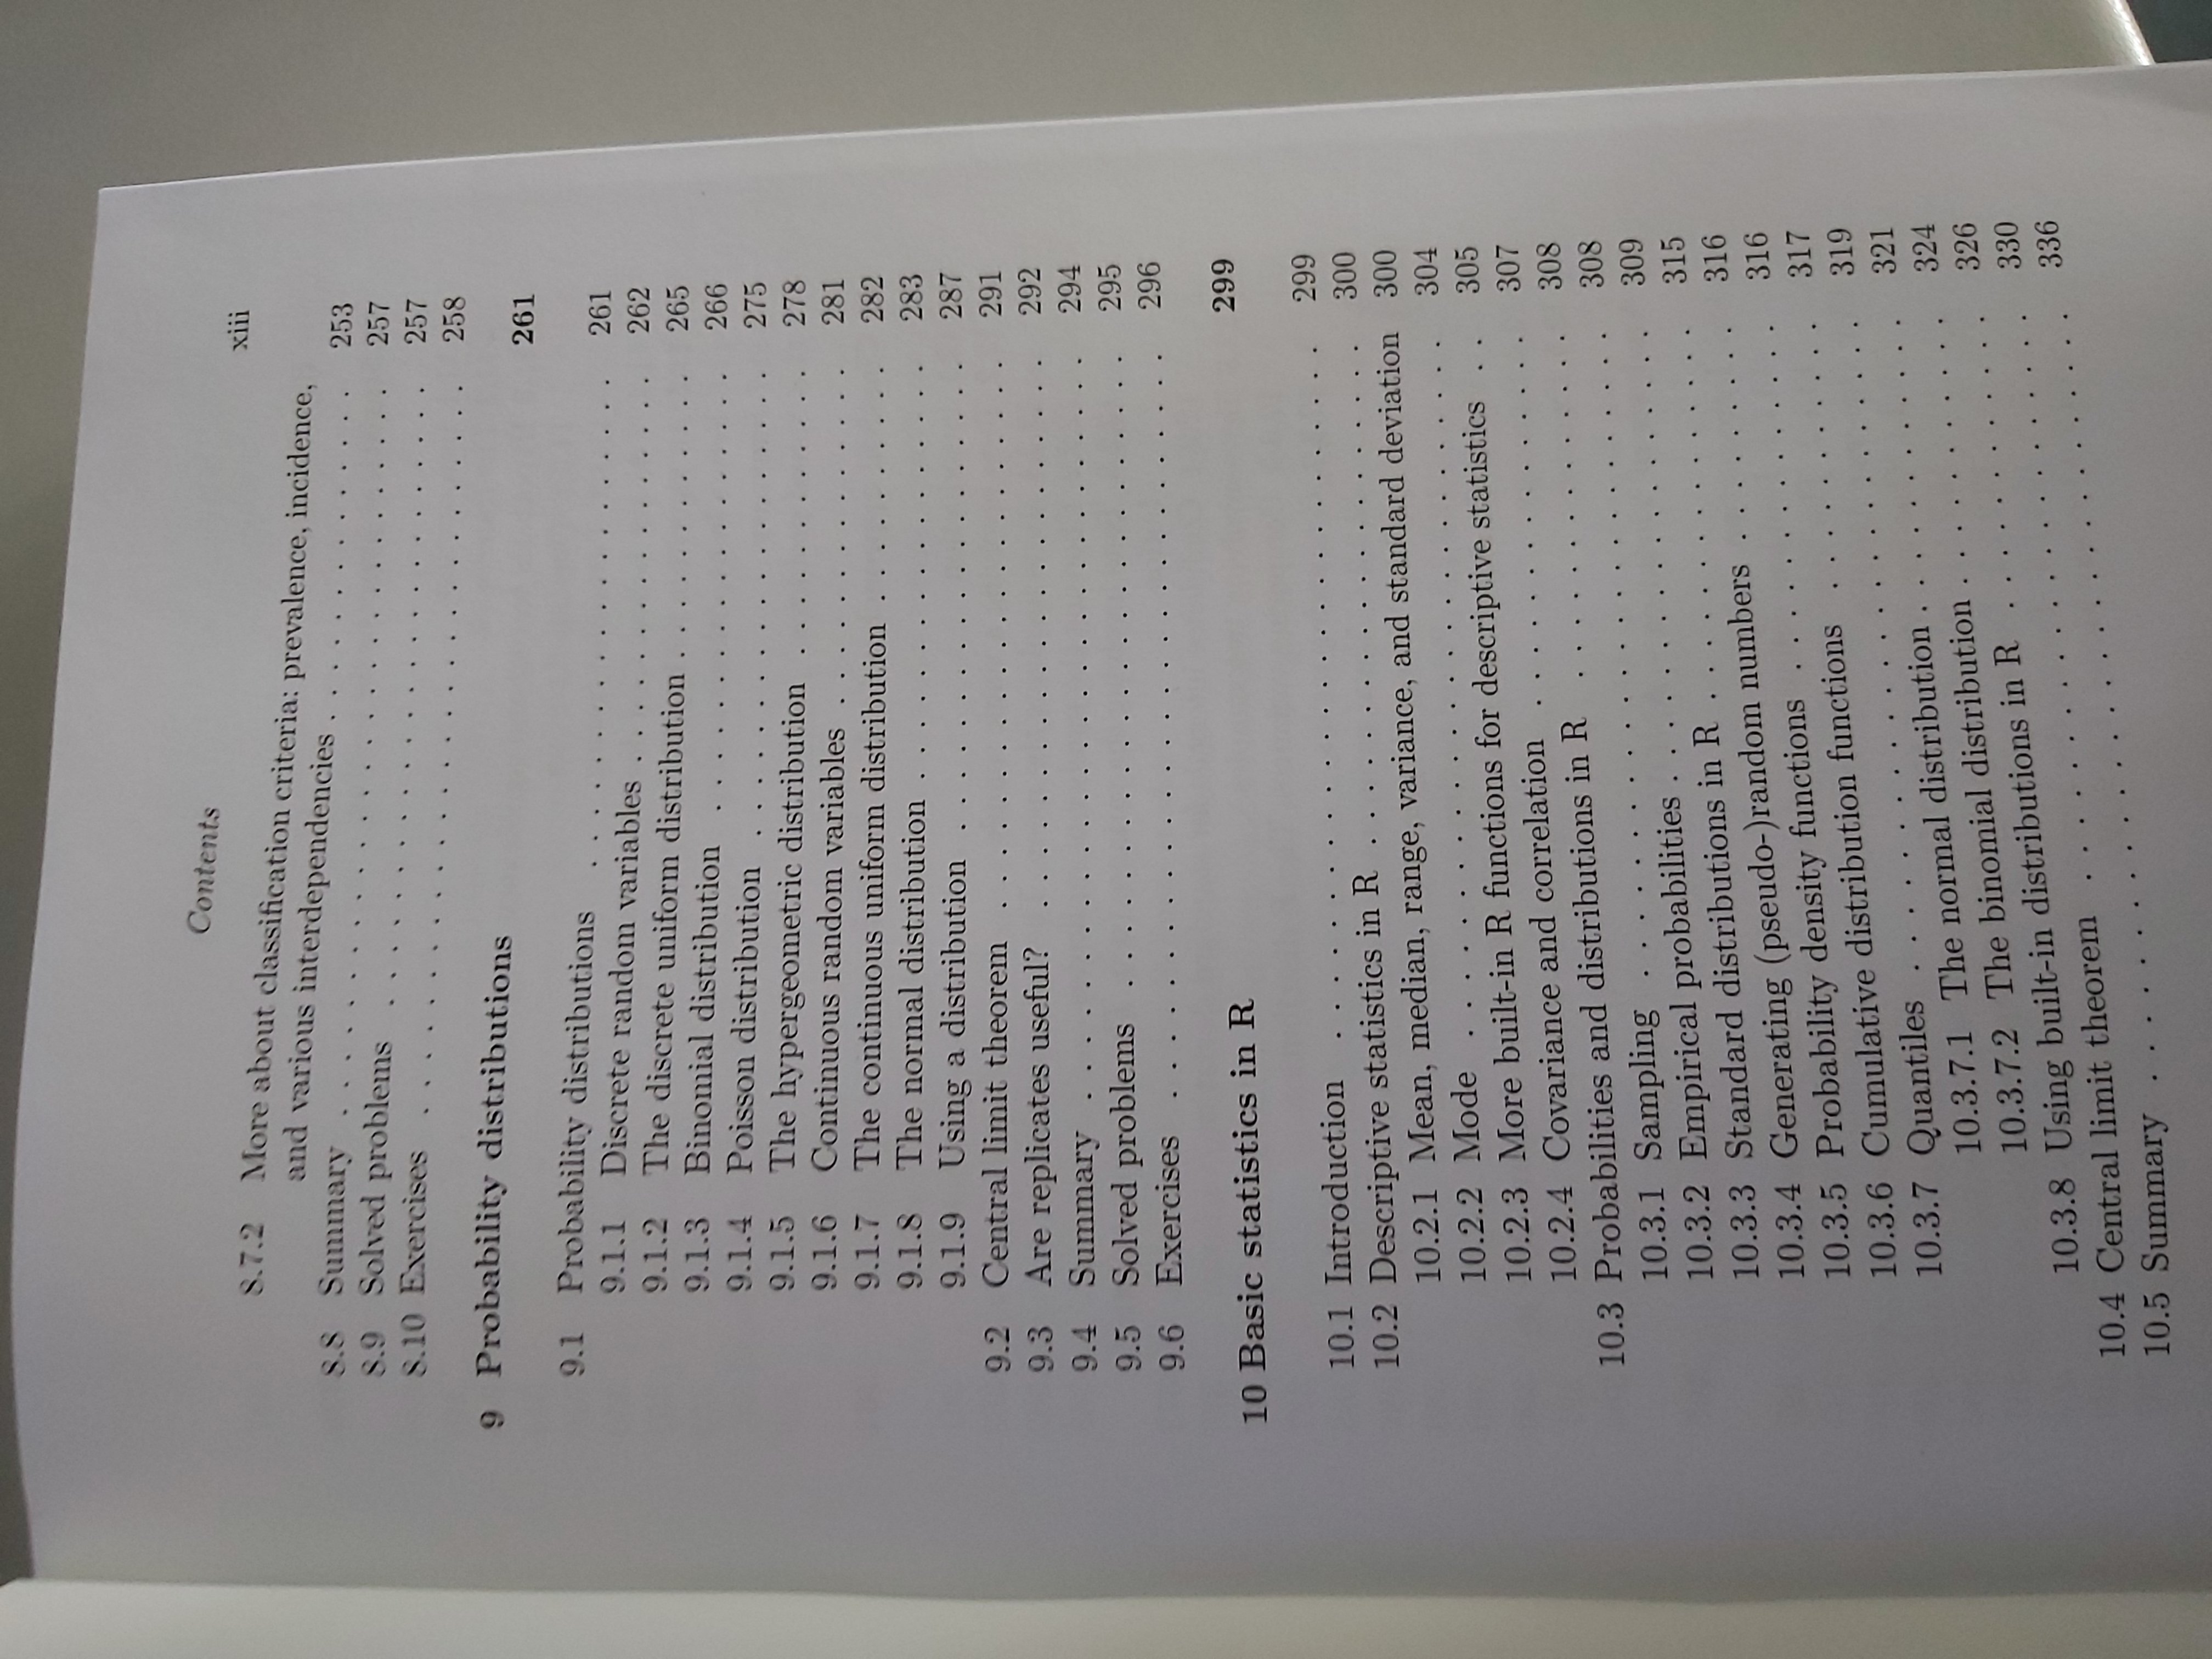 Contents xiii
8.7.2 More about classification criteria: prevalence, incidence,
and various interdependencies . . . . . . . . . . . . . 253
8.8 Summary . . . . . . . . . . . . . . . . . . . . . . . . . . . 257
8.9 Solved problems . . . . . . . . . . . . . . . . . . . . . . . . 257
8.10 Exercises . . . . . . . . . . . . . . . . . . . . . . . . . . . 258
9 Probability distributions 261
9.1 Probability distributions . . . . . . . . . . . . . . . . . . . 261
9.1.1 Discrete random variables . . . . . . . . . . . . . . . 262
9.1.2 The discrete uniform distribution . . . . . . . . . . . 265
9.1.3 Binomial distribution . . . . . . . . . . . . . . . . . 266
9.1.4 Poisson distribution . . . . . . . . . . . . . . . . . . 275
9.1.5 The hypergeometric distribution . . . . . . . . . . . 278
9.1.6 Continuous random variables . . . . . . . . . . . . . 281
9.1.7 The continuous uniform distribution . . . . . . . . . . 282
9.1.8 The normal distribution . . . . . . . . . . . . . . . . 283
9.1.9 Using a distribution . . . . . . . . . . . . . . . . . . 287
9.2 Central limit theorem . . . . . . . . . . . . . . . . . . . . . 291
9.3 Are replicates useful? . . . . . . . . . . . . . . . . . . . . . 292
9.4 Summary . . . . . . . . . . . . . . . . . . . . . . . . . . . 294
9.5 Solved problems . . . . . . . . . . . . . . . . . . . . . . . . 295
9.6 Exercises . . . . . . . . . . . . . . . . . . . . . . . . . . . 296
10 Basic statistics in R 299
10.1 Introduction . . . . . . . . . . . . . . . . . . . . . . . . . . 299
10.2 Descriptive statistics in R . . . . . . . . . . . . . . . . . . . 300
10.2.1 Mean, median, range, variance, and standard deviation 300
10.2.2 Mode . . . . . . . . . . . . . . . . . . . . . . . . . . 304
10.2.3 More built-in R functions for descriptive statistics . . 305
10.2.4 Covariance and correlation . . . . . . . . . . . . . . 307
10.3 Probabilities and distributions in R . . . . . . . . . . . . . 308
10.3.1 Sampling . . . . . . . . . . . . . . . . . . . . . . . . 308
10.3.2 Empirical probabilities . . . . . . . . . . . . . . . . . 309
10.3.3 Standard distributions in R . . . . . . . . . . . . . . 315
10.3.4 Generating (pseudo-)random numbers . . . . . . . . 316
10.3.5 Probability density functions . . . . . . . . . . . . . 316
10.3.6 Cumulative distribution functions . . . . . . . . . . 317
10.3.7 Quantiles . . . . . . . . . . . . . . . . . . . . . . . . 319
10.3.7.1 The normal distribution . . . . . . . . . . . 321
10.3.7.2 The binomial distribution . . . . . . . . . . 324
10.3.8 Using built-in distributions in R . . . . . . . . . . . 326
10.4 Central limit theorem . . . . . . . . . . . . . . . . . . . . . 330
10.5 Summary . . . . . . . . . . . . . . . . . . . . . . . . . . . 336